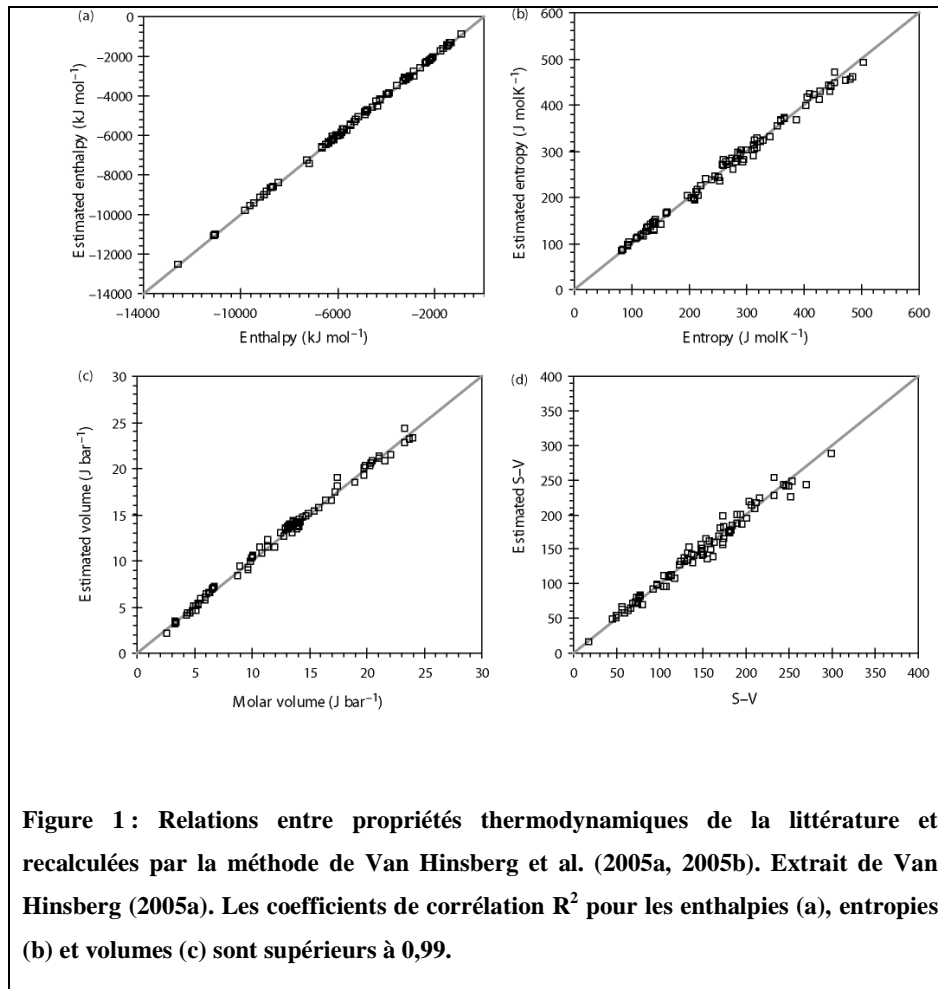 (a)
0
−2000
−4000
−6000
−8000
−10000
−12000
−14000
Estimated enthalpy (kJ mol−1)
−14000 −10000 −6000 −2000
Enthalpy (kJ mol−1)
(b)
600
500
400
300
200
100
0
Estimated entropy (J molK−1)
0 100 200 300 400 500 600
Entropy (J molK−1)
(c)
30
25
20
15
10
5
0
Estimated volume (J bar−1)
0 5 10 15 20 25 30
Molar volume (J bar−1)
(d)
400
350
300
250
200
150
100
50
0
Estimated S–V
0 50 100 150 200 250 300 400
S–V
Figure 1 : Relations entre propriétés thermodynamiques de la littérature et
recalculées par la méthode de Van Hinsberg et al. (2005a, 2005b). Extrait de Van
Hinsberg (2005a). Les coefficients de corrélation R2 pour les enthalpies (a), entropies
(b) et volumes (c) sont supérieurs à 0,99.